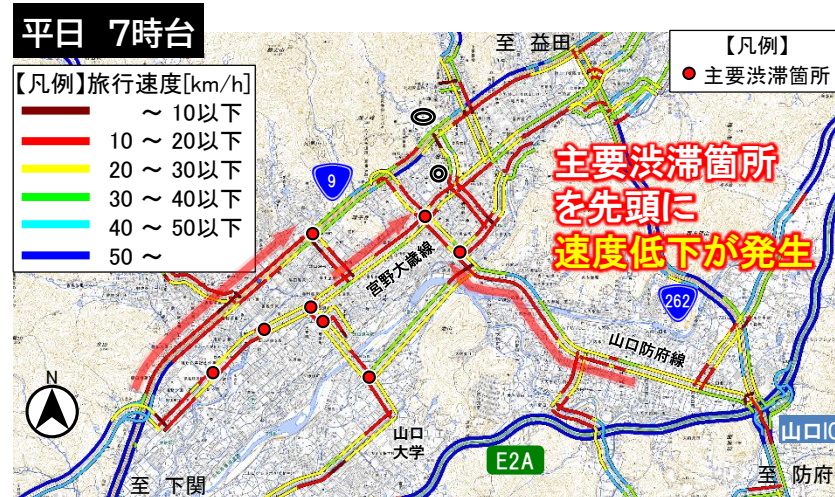 平日 7時台
【凡例】旅行速度[km/h]
～ 10以下
10 ～ 20以下
20 ～ 30以下
30 ～ 40以下
40 ～ 50以下
50 ～
至 益田
【凡例】
主要渋滞箇所
9
主要渋滞箇所
を先頭に
速度低下が発生
宮野大歳線
262
山口防府線
N
山口
大学
E2A
山口IC
至 下関
至 防府